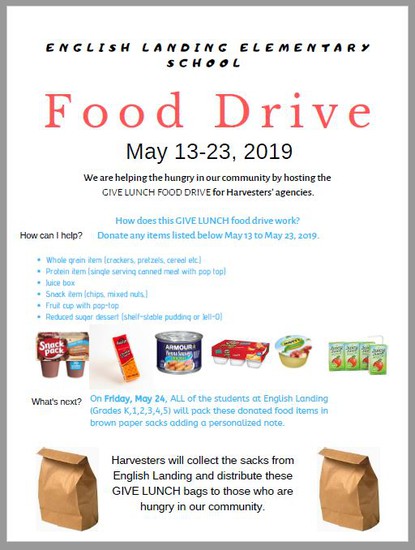 ENGLISH LANDING ELEMENTARY
SCHOOL
Food Drive
May 13-23, 2019
We are helping the hungry in our community by hosting the
GIVE LUNCH FOOD DRIVE for Harvesters' agencies.
How does this GIVE LUNCH food drive work?
How can I help? Donate any items listed below May 13 to May 23, 2019.
Whole grain item (crackers, pretzels, cereal etc)
Protein item (single serving canned meal with pop top)
Juice box
Snack item (chips, mixed nuts,)
Fruit cup with pop-top
Reduced sugar dessert (shelf-stable pudding or Jell-O)
Snack pack
ARMOUR
What's next?
On Friday, May 24, ALL of the students at English Landing
(Grades K,1,2,3,4,5) will pack these donated food items in
brown paper sacks adding a personalized note.
Harvesters will collect the sacks from
English Landing and distribute these
GIVE LUNCH bags to those who are
hungry in our community.